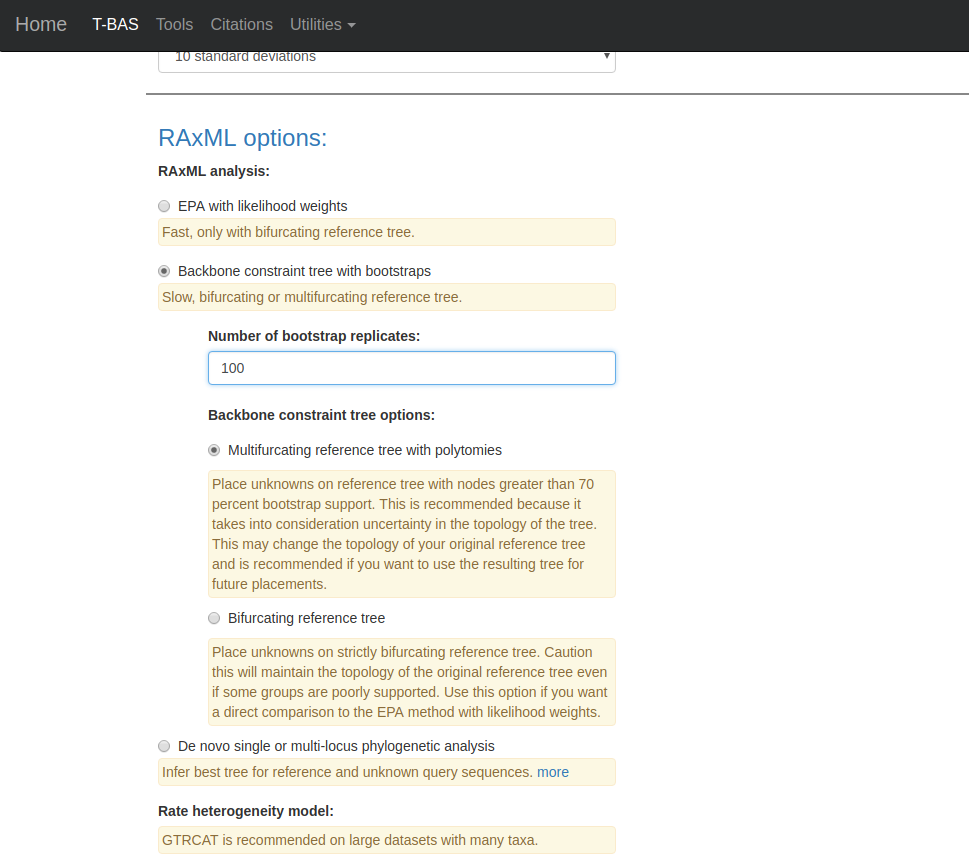 Home T-BAS Tools Citations Utilities
10 standard deviations
RAxML options:
RAxML analysis:
EPA with likelihood weights
Fast, only with bifurcating reference tree.
Backbone constraint tree with bootstraps
Slow, bifurcating or multifurcating reference tree.
Number of bootstrap replicates:
100
Backbone constraint tree options:
Multifurcating reference tree with polytomies
Place unknowns on reference tree with nodes greater than 70
percent bootstrap support. This is recommended because it
takes into consideration uncertainty in the topology of the tree.
This may change the topology of your original reference tree
and is recommended if you want to use the resulting tree for
future placements.
Bifurcating reference tree
Place unknowns on strictly bifurcating reference tree. Caution
this will maintain the topology of the original reference tree even
if some groups are poorly supported. Use this option if you want
a direct comparison to the EPA method with likelihood weights.
De novo single or multi-locus phylogenetic analysis
Infer best tree for reference and unknown query sequences. more
Rate heterogeneity model:
GTRCAT is recommended on large datasets with many taxa.